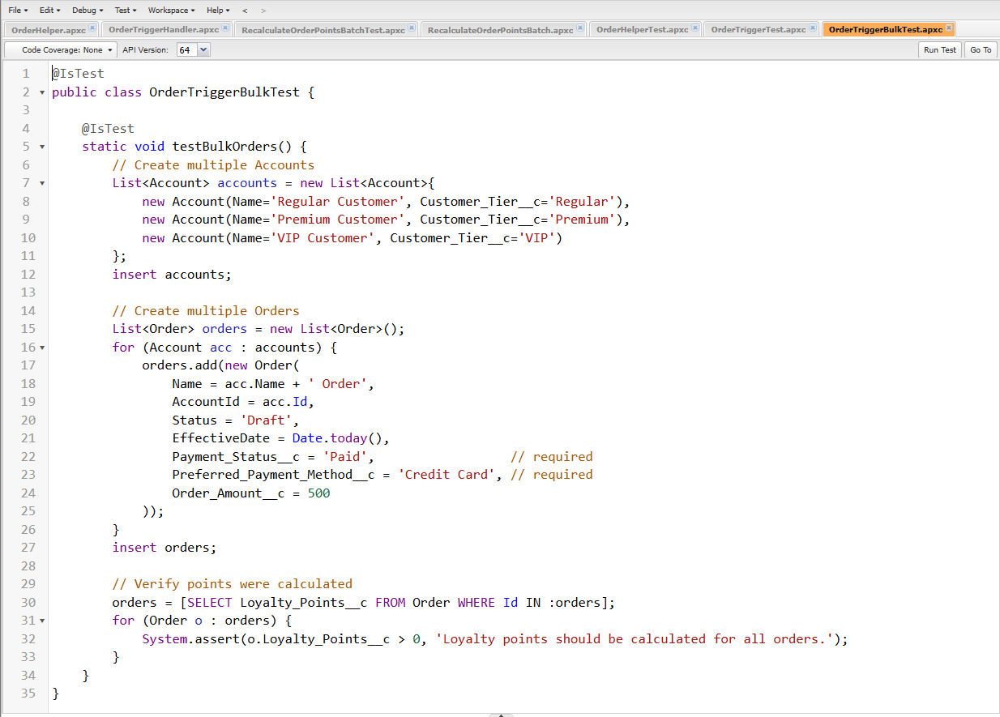 File Edit Debug Test Workspace Help < >
OrderHelper.apxc OrderTriggerHandler.apxc RecalculateOrderPointsBatchTest.apxc RecalculateOrderPointsBatch.apxc OrderHelperTest.apxc OrderTriggerTest.apxc OrderTriggerBulkTest.apxc
Code Coverage: None API Version: 64 Run Test Go To
1 @IsTest
2 public class OrderTriggerBulkTest {
3
4 @IsTest
5 static void testBulkOrders() {
6 // Create multiple Accounts
7 List<Account> accounts = new List<Account>{
8 new Account(Name='Regular Customer', Customer_Tier__c='Regular'),
9 new Account(Name='Premium Customer', Customer_Tier__c='Premium'),
10 new Account(Name='VIP Customer', Customer_Tier__c='VIP')
11 };
12 insert accounts;
13
14 // Create multiple Orders
15 List<Order> orders = new List<Order>();
16 for (Account acc : accounts) {
17 orders.add(new Order(
18 Name = acc.Name + ' Order',
19 AccountId = acc.Id,
20 Status = 'Draft',
21 EffectiveDate = Date.today(),
22 Payment_Status__c = 'Paid', // required
23 Preferred_Payment_Method__c = 'Credit Card', // required
24 Order_Amount__c = 500
25 ));
26 }
27 insert orders;
28
29 // Verify points were calculated
30 orders = [SELECT Loyalty_Points__c FROM Order WHERE Id IN :orders];
31 for (Order o : orders) {
32 System.assert(o.Loyalty_Points__c > 0, 'Loyalty points should be calculated for all orders.');
33 }
34 }
35 }